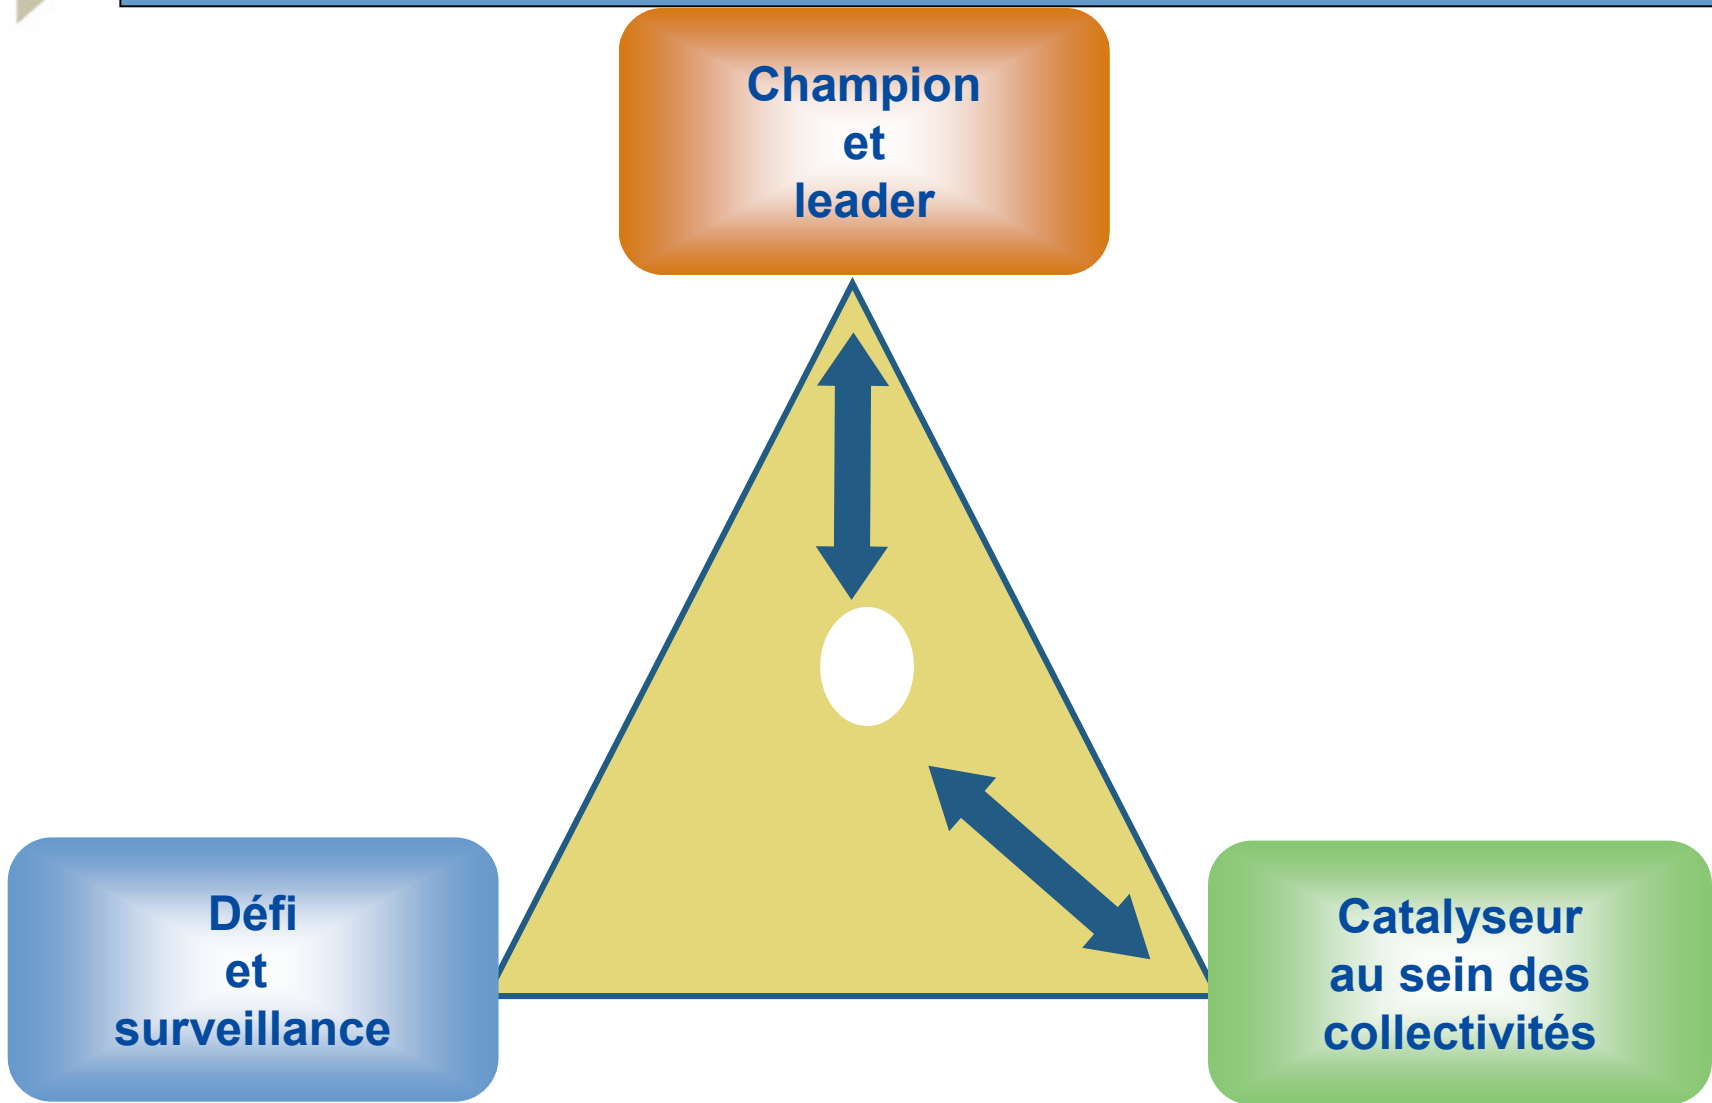 Champion
et
leader
Défi
et
surveillance
Catalyseur
au sein des
collectivités